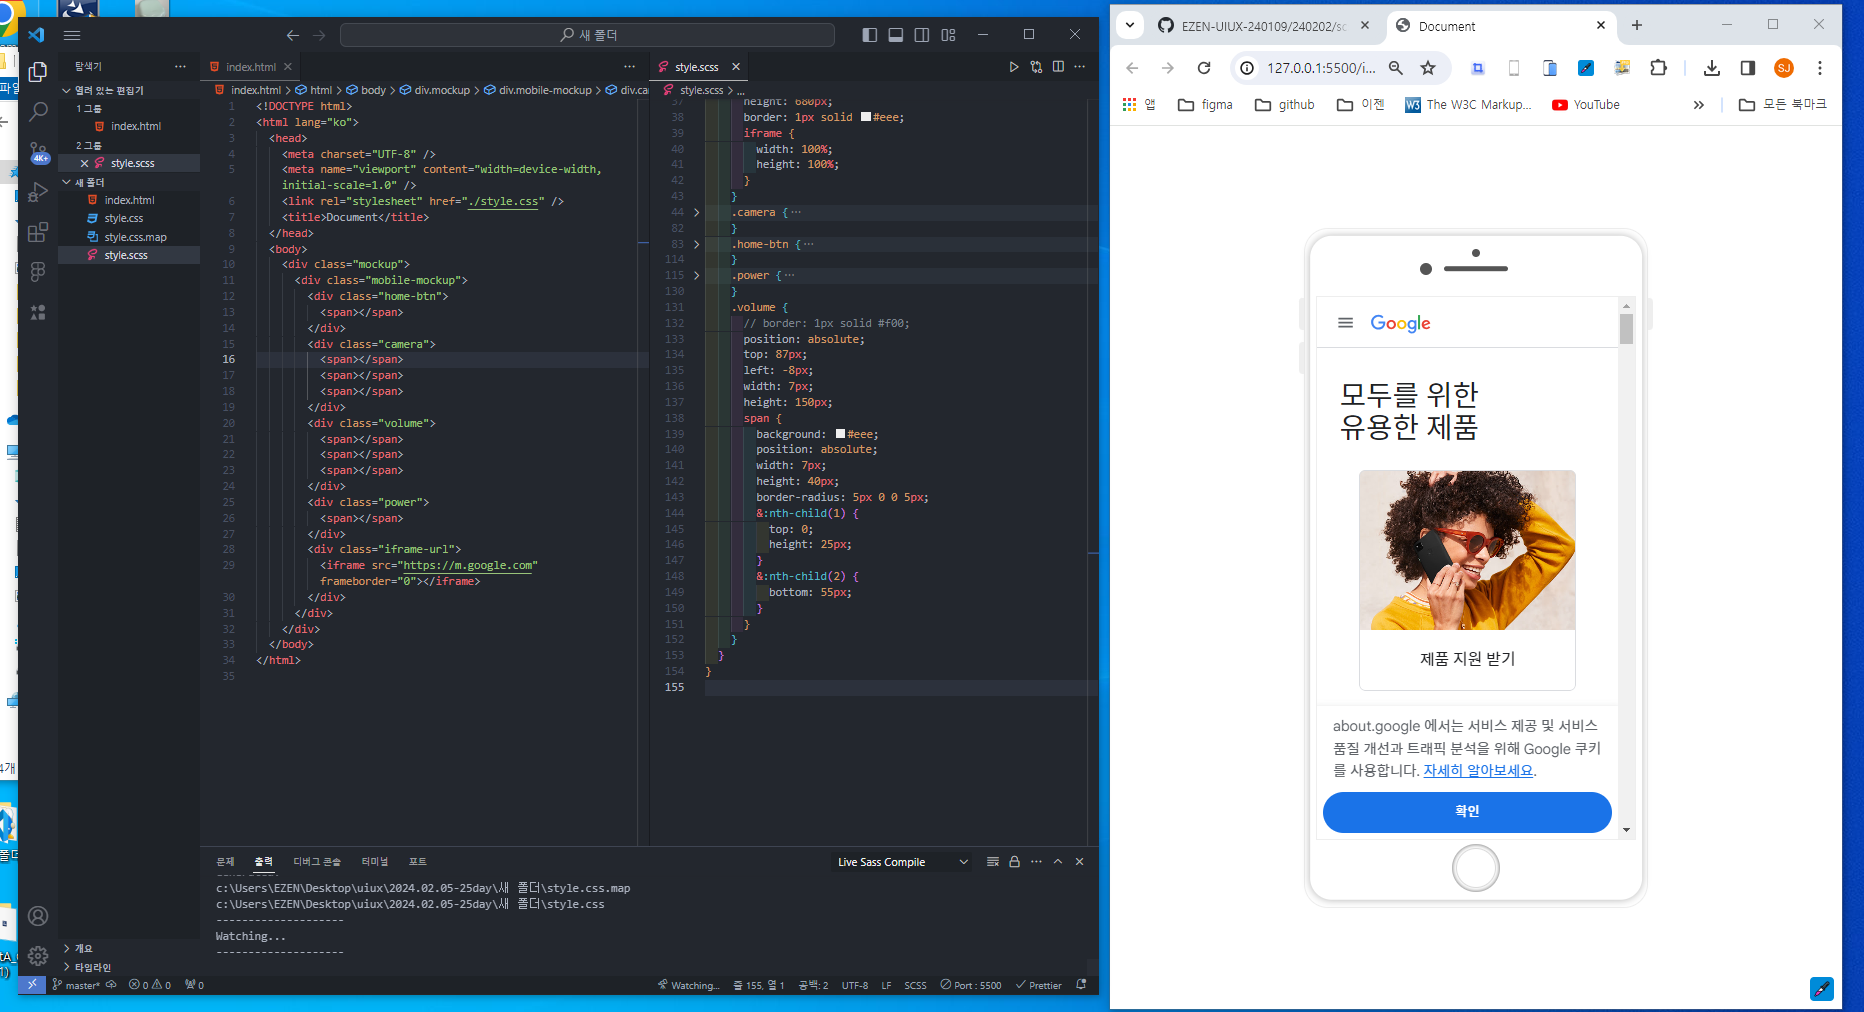 새 폴더
탐색기
열려 있는 편집기
1 그룹
index.html
2 그룹
style.scss
새 폴더
index.html
style.css
style.css.map
style.scss
개요
타임라인
4K+
index.html
index.html > html > body > div.mockup > div.mobile-mockup > div.ca
1 <!DOCTYPE html>
2 <html lang="ko">
3 <head>
4 <meta charset="UTF-8" />
5 <meta name="viewport" content="width=device-width,
initial-scale=1.0" />
6 <link rel="stylesheet" href="./style.css" />
7 <title>Document</title>
8 </head>
9 <body>
10 <div class="mockup">
11 <div class="mobile-mockup">
12 <div class="home-btn">
13 <span></span>
14 </div>
15 <div class="camera">
16 <span></span>
17 <span></span>
18 <span></span>
19 </div>
20 <div class="volume">
21 <span></span>
22 <span></span>
23 <span></span>
24 </div>
25 <div class="power">
26 <span></span>
27 </div>
28 <div class="iframe-url">
29 <iframe src="https://m.google.com"
frameborder="0"></iframe>
30 </div>
31 </div>
32 </div>
33 </body>
34 </html>
35
style.scss
style.scss > ...
37 height: 680px;
38 border: 1px solid #eee;
39 iframe {
40 width: 100%;
41 height: 100%;
42 }
43 }
44 .camera { ···
82 }
83 .home-btn { ···
114 }
115 .power { ···
130 }
131 .volume {
132 // border: 1px solid #f00;
133 position: absolute;
134 top: 87px;
135 left: -8px;
136 width: 7px;
137 height: 150px;
138 span {
139 background: #eee;
140 position: absolute;
141 width: 7px;
142 height: 40px;
143 border-radius: 5px 0 0 5px;
144 &:nth-child(1) {
145 top: 0;
146 height: 25px;
147 }
148 &:nth-child(2) {
149 bottom: 55px;
150 }
151 }
152 }
153 }
154 }
155
문제 출력 디버그 콘솔 터미널 포트
Live Sass Compile
c:\Users\EZEN\Desktop\uiux\2024.02.05-25day\새 폴더\style.css.map
c:\Users\EZEN\Desktop\uiux\2024.02.05-25day\새 폴더\style.css
--------------------
Watching...
--------------------
master* 0 0 0
Watching... 줄 155, 열 1 공백: 2 UTF-8 LF SCSS Port : 5500 Prettier
EZEN-UIUX-240109/240202/sc
Document
127.0.0.1:5500/i...
SJ
앱 figma github 이젠 The W3C Markup... YouTube » 모든 북마크
Google
모두를 위한
유용한 제품
제품 지원 받기
about.google 에서는 서비스 제공 및 서비스
품질 개선과 트래픽 분석을 위해 Google 쿠키
를 사용합니다. 자세히 알아보세요.
확인